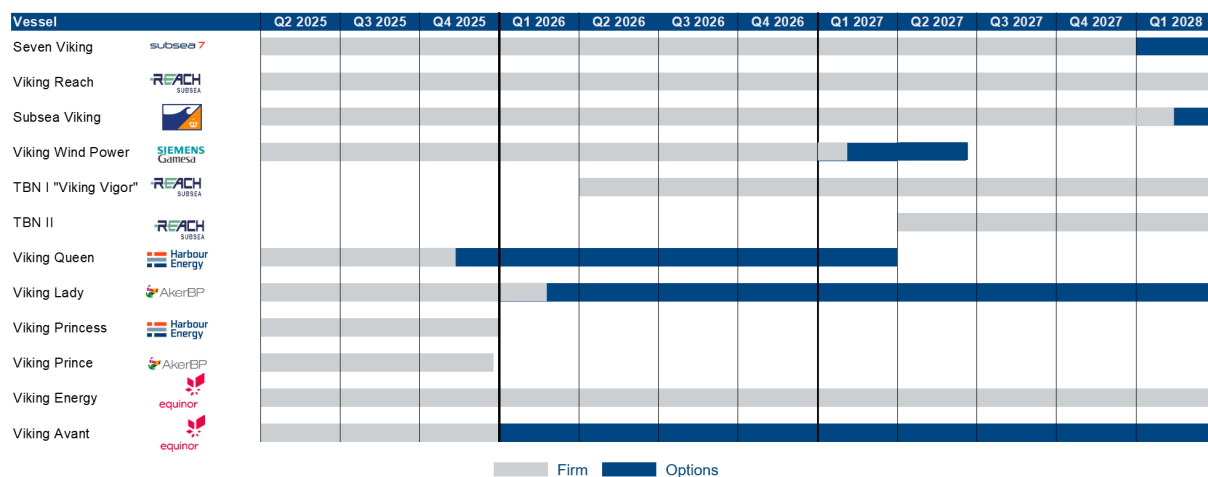 Vessel Q2 2025 Q3 2025 Q4 2025 Q1 2026 Q2 2026 Q3 2026 Q4 2026 Q1 2027 Q2 2027 Q3 2027 Q4 2027 Q1 2028
Seven Viking subsea 7
Viking Reach REACH SUBSEA
Subsea Viking
Viking Wind Power SIEMENS Gamesa
TBN I "Viking Vigor" REACH SUBSEA
TBN II REACH SUBSEA
Viking Queen Harbour Energy
Viking Lady AkerBP
Viking Princess Harbour Energy
Viking Prince AkerBP
Viking Energy equinor
Viking Avant equinor
Firm Options